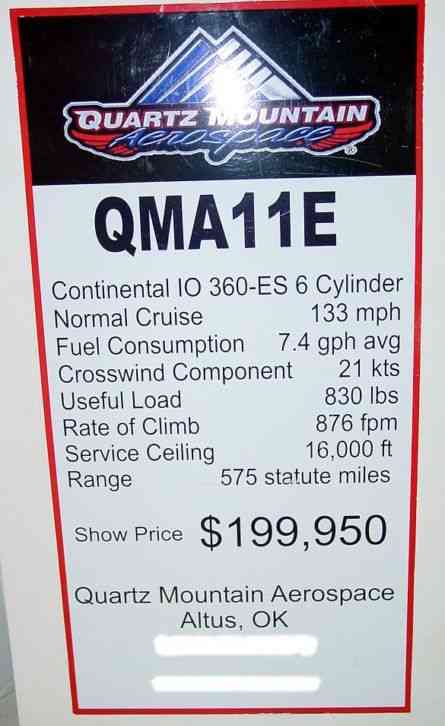 QUARTZ MOUNTAIN
Aerospace
®
QMA11E
Continental IO 360-ES 6 Cylinder
Normal Cruise 133 mph
Fuel Consumption 7.4 gph avg
Crosswind Component 21 kts
Useful Load 830 lbs
Rate of Climb 876 fpm
Service Ceiling 16,000 ft
Range 575 statute miles
Show Price $199,950
Quartz Mountain Aerospace
Altus, OK